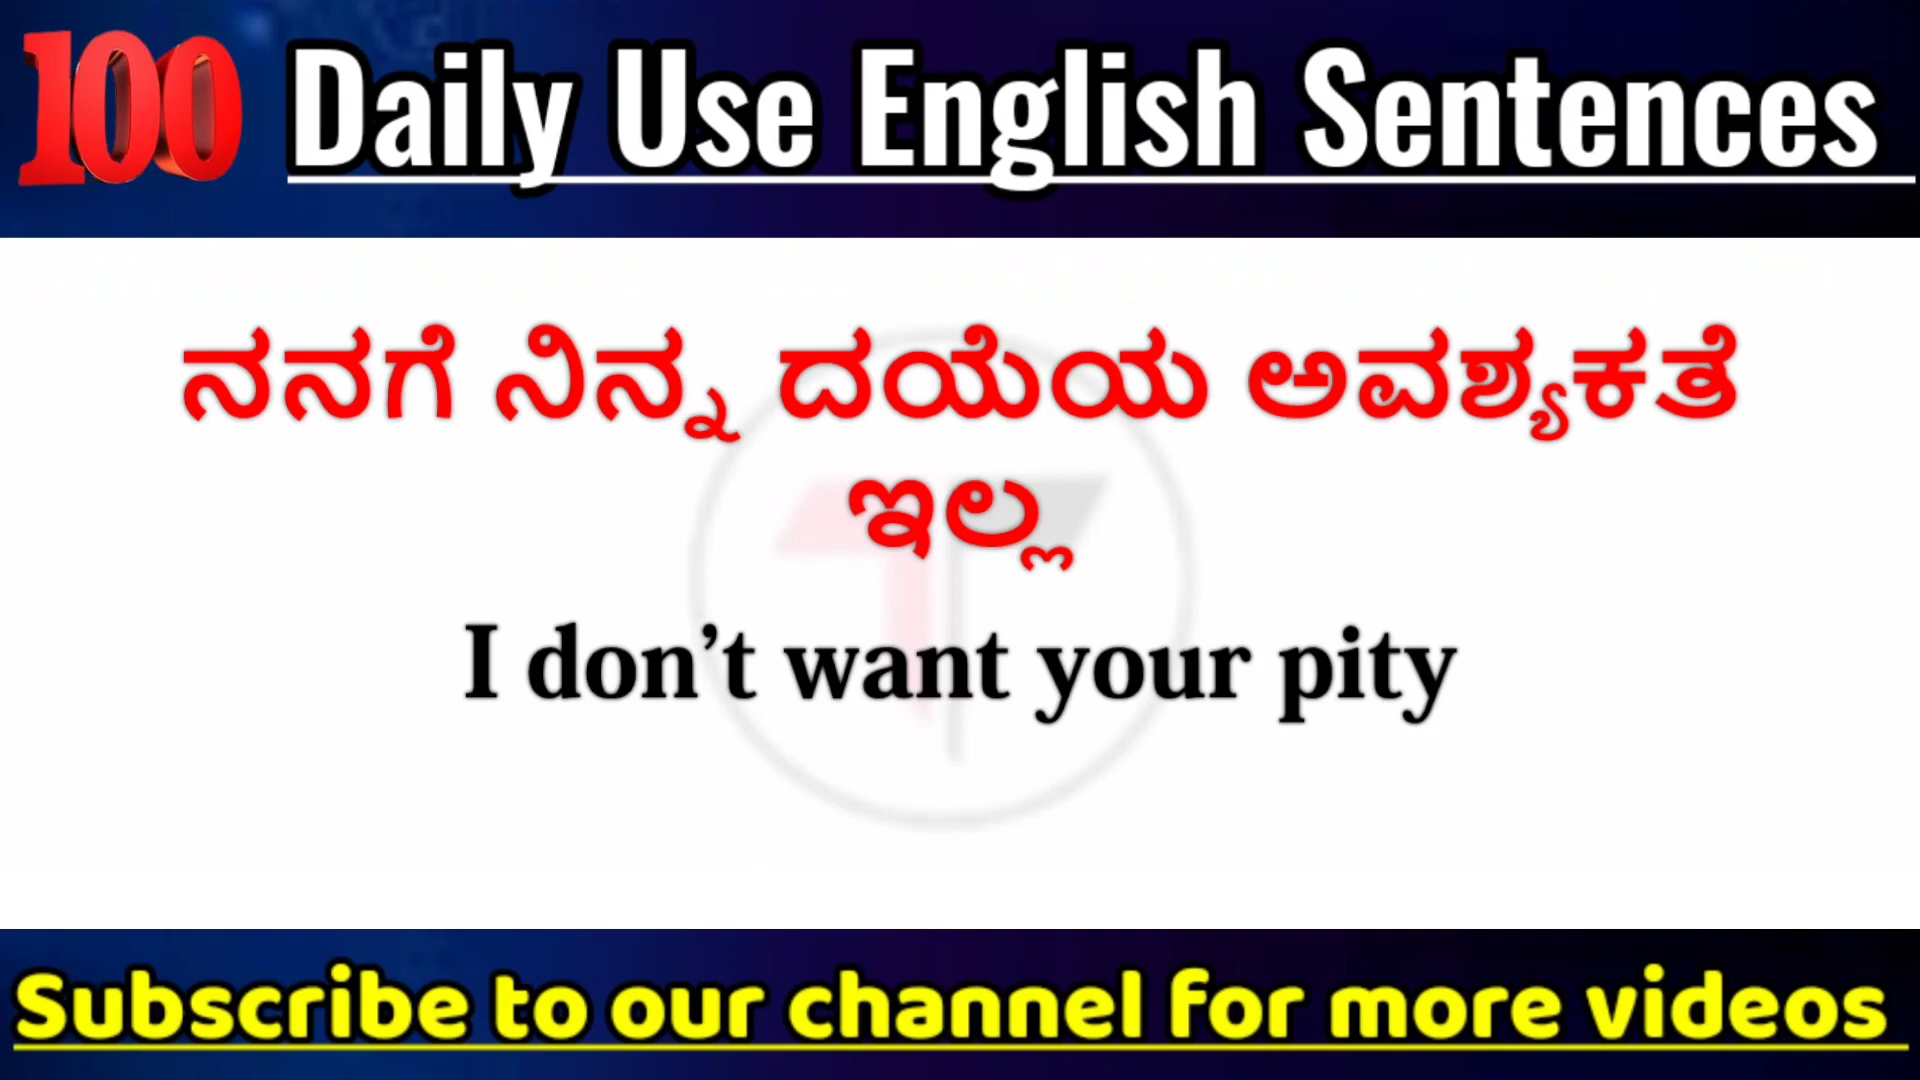 100 Daily Use English Sentences
ನನಗೆ ನಿನ್ನ ದಯೆಯ ಅವಶ್ಯಕತೆ
ಇಲ್ಲ
I don’t want your pity
Subscribe to our channel for more videos